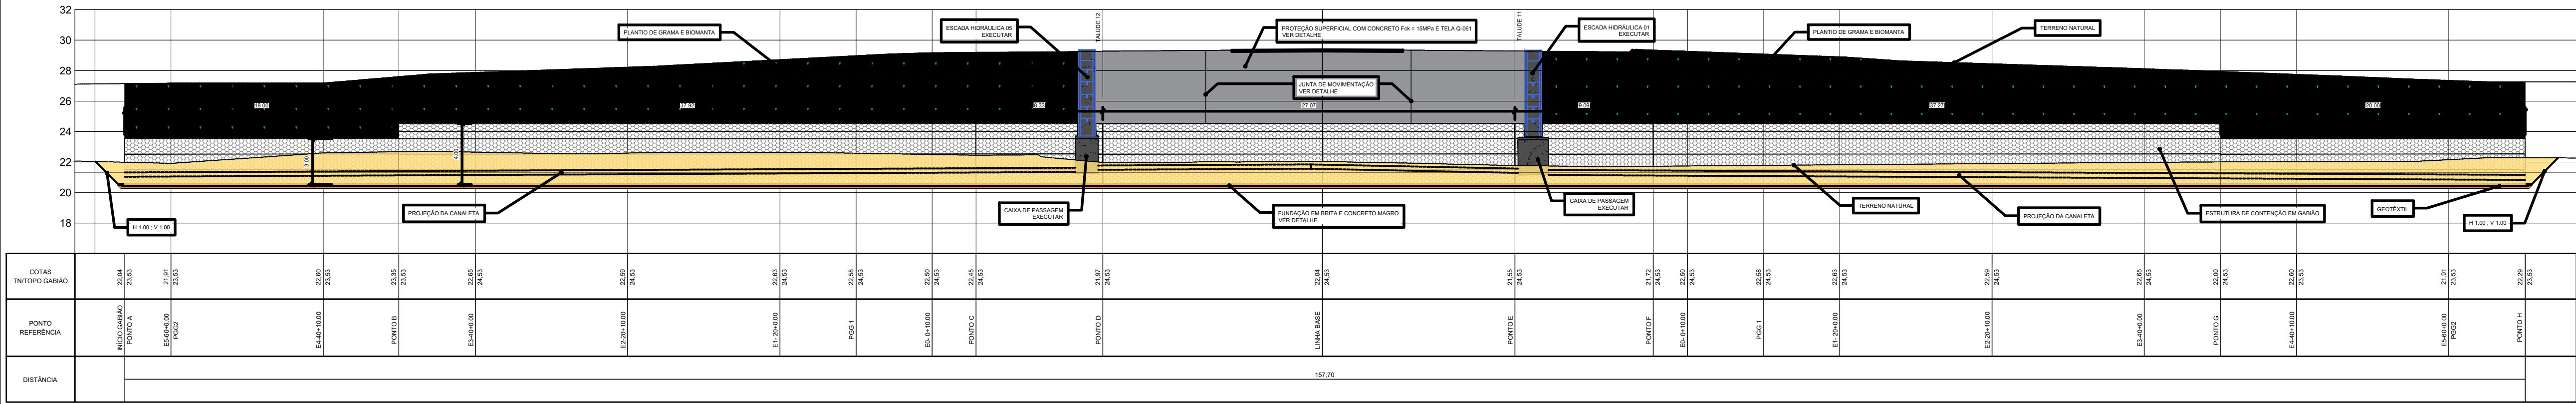 32
30
28
26
24
22
20
18
PLANTIO DE GRAMA E BIOMANTA
ESCADA HIDRÁULICA 05
EXECUTAR
TALUDE 12
PROTEÇÃO SUPERFICIAL COM CONCRETO Fck = 15MPa E TELA Q-061
VER DETALHE
TALUDE 11
ESCADA HIDRÁULICA 01
EXECUTAR
PLANTIO DE GRAMA E BIOMANTA
TERRENO NATURAL
JUNTA DE MOVIMENTAÇÃO
VER DETALHE
18.00
37.92
27.07
37.27
20.00
3.00
4.00
H 1.00 ; V 1.00
PROJEÇÃO DA CANALETA
CAIXA DE PASSAGEM
EXECUTAR
FUNDAÇÃO EM BRITA E CONCRETO MAGRO
VER DETALHE
CAIXA DE PASSAGEM
EXECUTAR
TERRENO NATURAL
PROJEÇÃO DA CANALETA
ESTRUTURA DE CONTENÇÃO EM GABIÃO
GEOTÊXTIL
H 1.00 ; V 1.00
COTAS
TN/TOPO GABIÃO
22.04
23,53
21,91
23,53
22.60
23,53
23.35
23,53
22.65
24,53
22.59
24,53
22.63
24,53
22.58
24,53
22.50
24,53
22.45
24,53
21,97
24,53
22.04
24,53
21.55
24,53
21.72
24,53
22.50
24,53
22.58
24,53
22.63
24,53
22.59
24,53
22.65
24,53
22.00
24,53
22.60
23,53
21.91
23,53
22.29
23,53
PONTO
REFERÊNCIA
INÍCIO GABIÃO
PONTO A
E5-60+0.00
PGG2
E4-40+10.00
PONTO B
E3-40+0.00
E2-20+10.00
E1- 20+0.00
PGG 1
E0- 0+10.00
PONTO C
PONTO D
LINHA BASE
PONTO E
PONTO F
E0- 0+10.00
PGG 1
E1- 20+0.00
E2-20+10.00
E3-40+0.00
PONTO G
E4-40+10.00
E5-60+0.00
PGG2
PONTO H
DISTÂNCIA
157,70